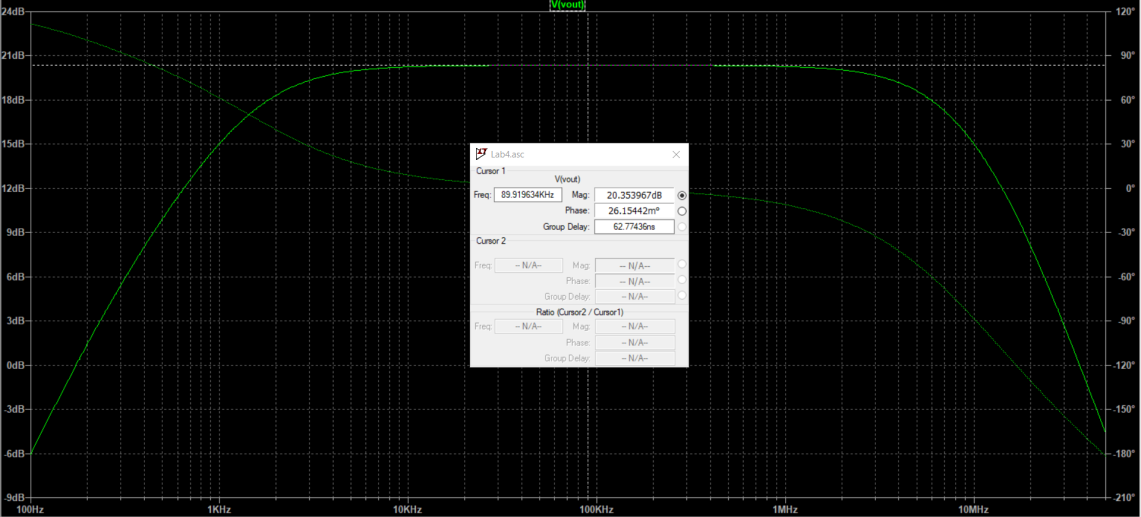 V(vout)
24dB
120°
21dB
90°
18dB
60°
15dB
30°
12dB
0°
9dB
-30°
6dB
-60°
3dB
-90°
0dB
-120°
-3dB
-150°
-6dB
-180°
-9dB
-210°
100Hz 1KHz 10KHz 100KHz 1MHz 10MHz
Lab4.asc
Cursor 1
V(vout)
Freq: 89.919634KHz Mag: 20.353967dB
Phase: 26.15442m°
Group Delay: 62.77436ns
Cursor 2
Freq: -- N/A-- Mag: -- N/A--
Phase: -- N/A--
Group Delay: -- N/A--
Ratio (Cursor2 / Cursor1)
Freq: -- N/A-- Mag: -- N/A--
Phase: -- N/A--
Group Delay: -- N/A--